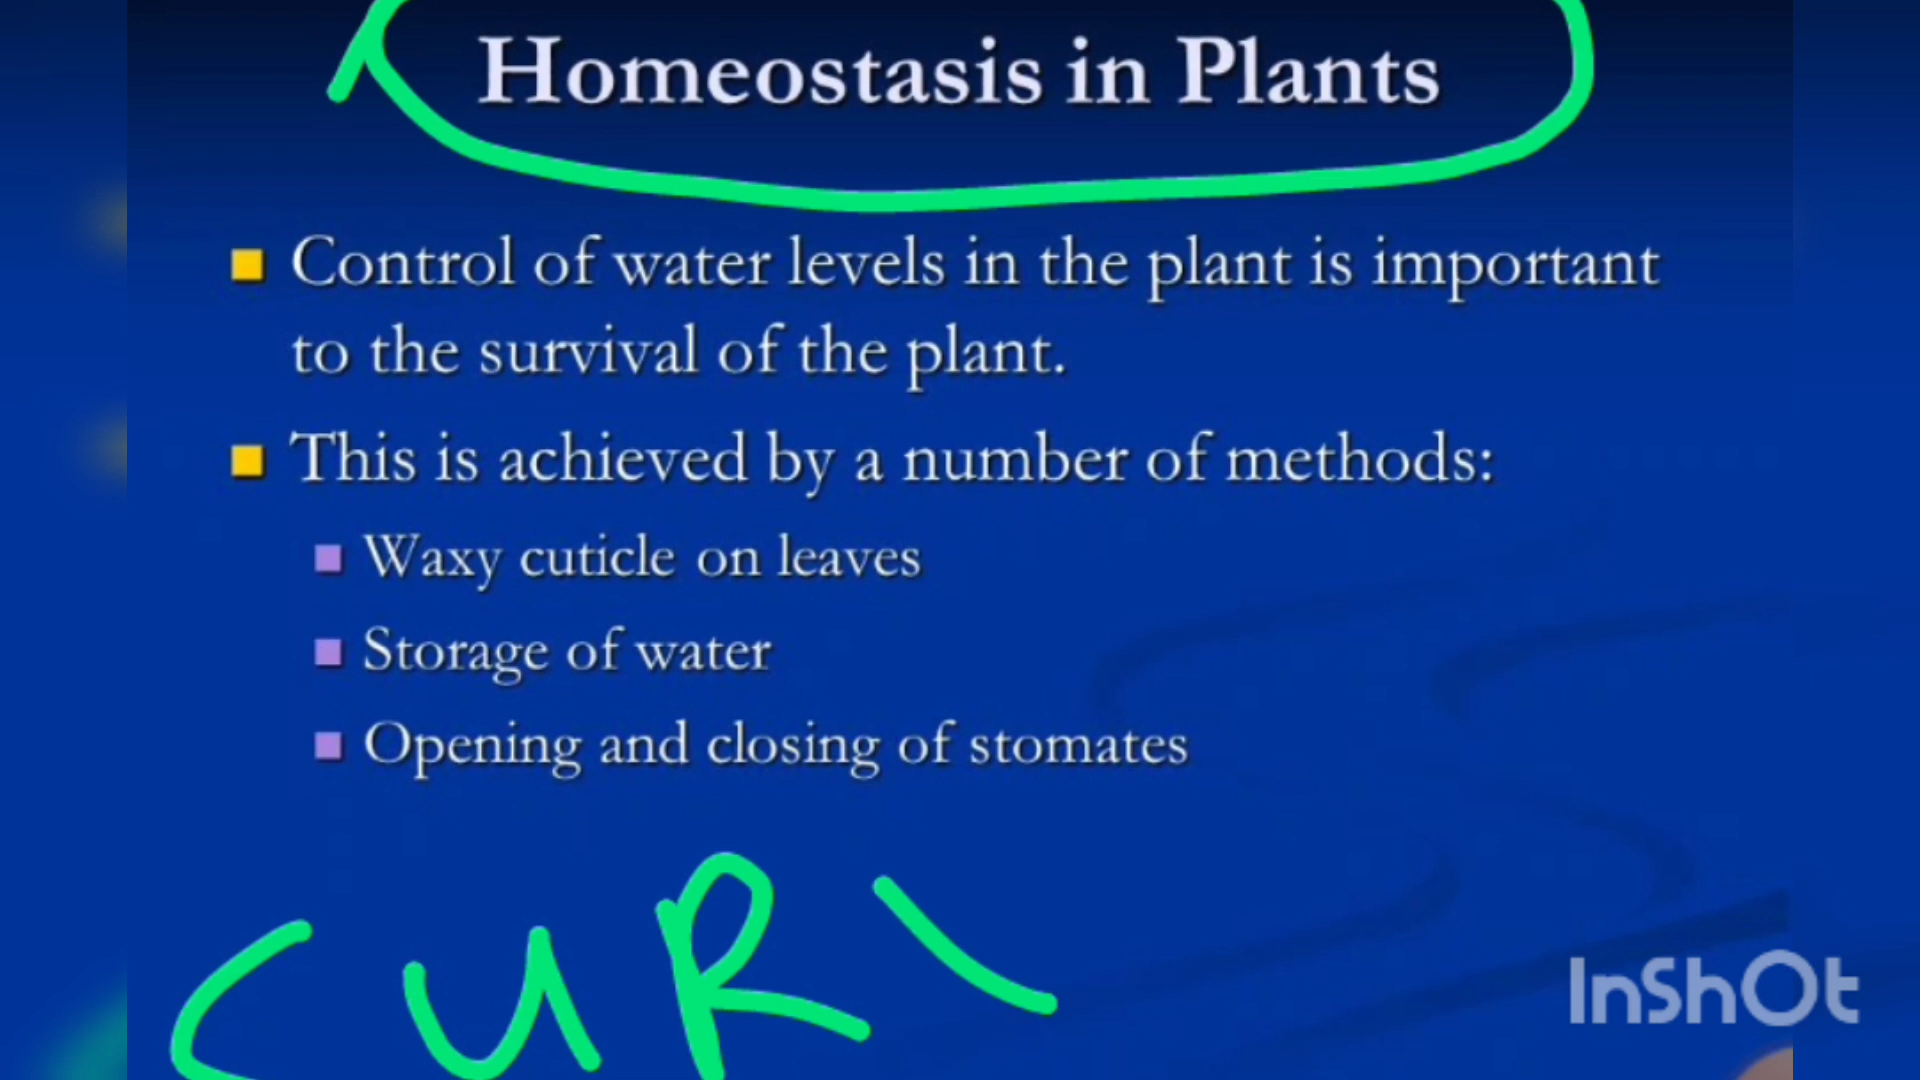 Homeostasis in Plants
Control of water levels in the plant is important
to the survival of the plant.
This is achieved by a number of methods:
Waxy cuticle on leaves
Storage of water
Opening and closing of stomates
InShOt